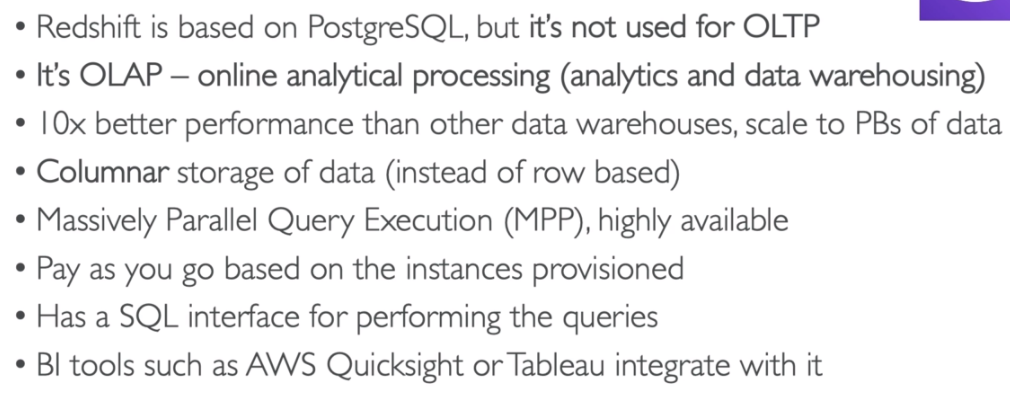 • Redshift is based on PostgreSQL, but it's not used for OLTP
• It's OLAP – online analytical processing (analytics and data warehousing)
• 10x better performance than other data warehouses, scale to PBs of data
• Columnar storage of data (instead of row based)
• Massively Parallel Query Execution (MPP), highly available
• Pay as you go based on the instances provisioned
• Has a SQL interface for performing the queries
• BI tools such as AWS Quicksight or Tableau integrate with it